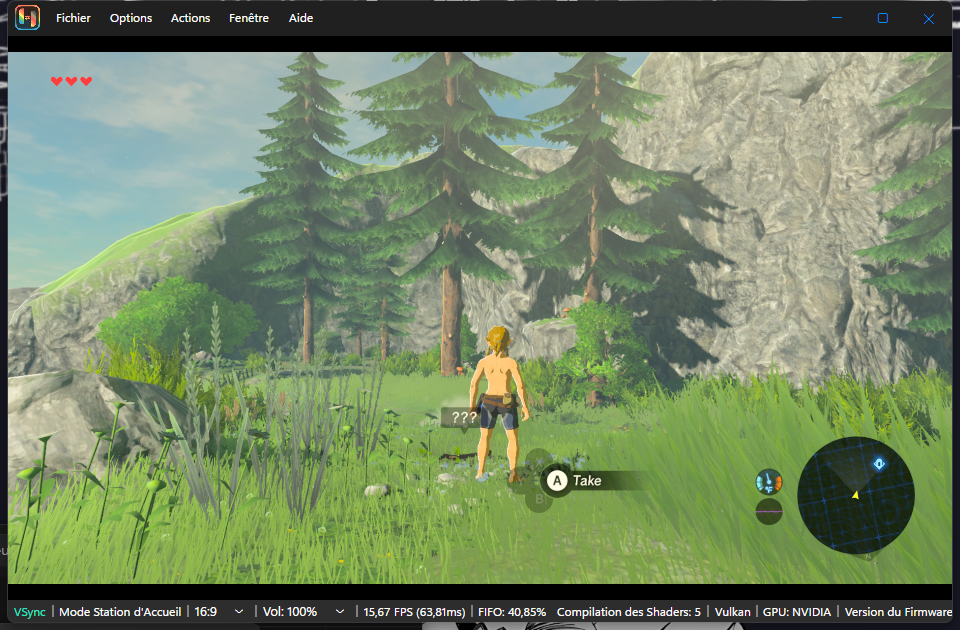 Fichier Options Actions Fenêtre Aide
???
A Take
B
VSync | Mode Station d'Accueil | 16:9 | Vol: 100% | 15,67 FPS (63,81ms) | FIFO: 40,85% Compilation des Shaders: 5 | Vulkan | GPU: NVIDIA | Version du Firmware